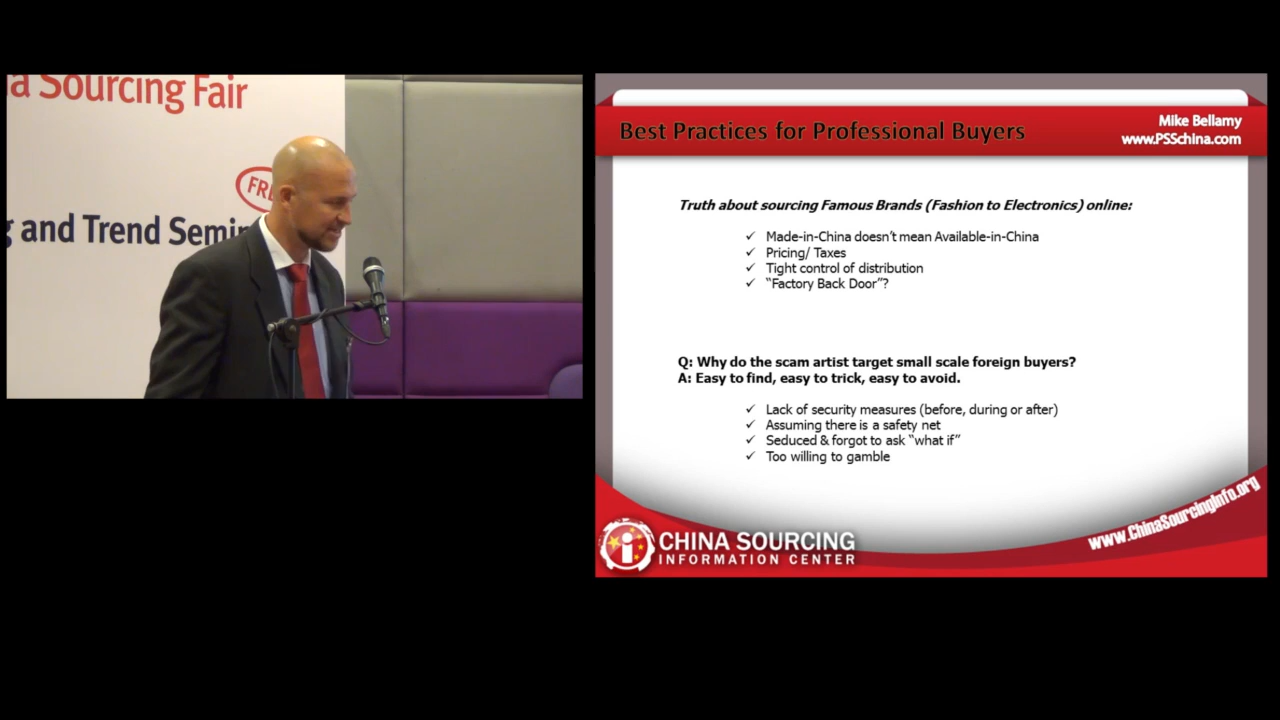 a Sourcing Fair
FRE
g and Trend Semin
Best Practices for Professional Buyers
Mike Bellamy
www.PSSchina.com
Truth about sourcing Famous Brands (Fashion to Electronics) online:
✓ Made-in-China doesn’t mean Available-in-China
✓ Pricing/ Taxes
✓ Tight control of distribution
✓ “Factory Back Door”?
Q: Why do the scam artist target small scale foreign buyers?
A: Easy to find, easy to trick, easy to avoid.
✓ Lack of security measures (before, during or after)
✓ Assuming there is a safety net
✓ Seduced & forgot to ask “what if”
✓ Too willing to gamble
CHINA SOURCING
INFORMATION CENTER
www.ChinaSourcingInfo.org